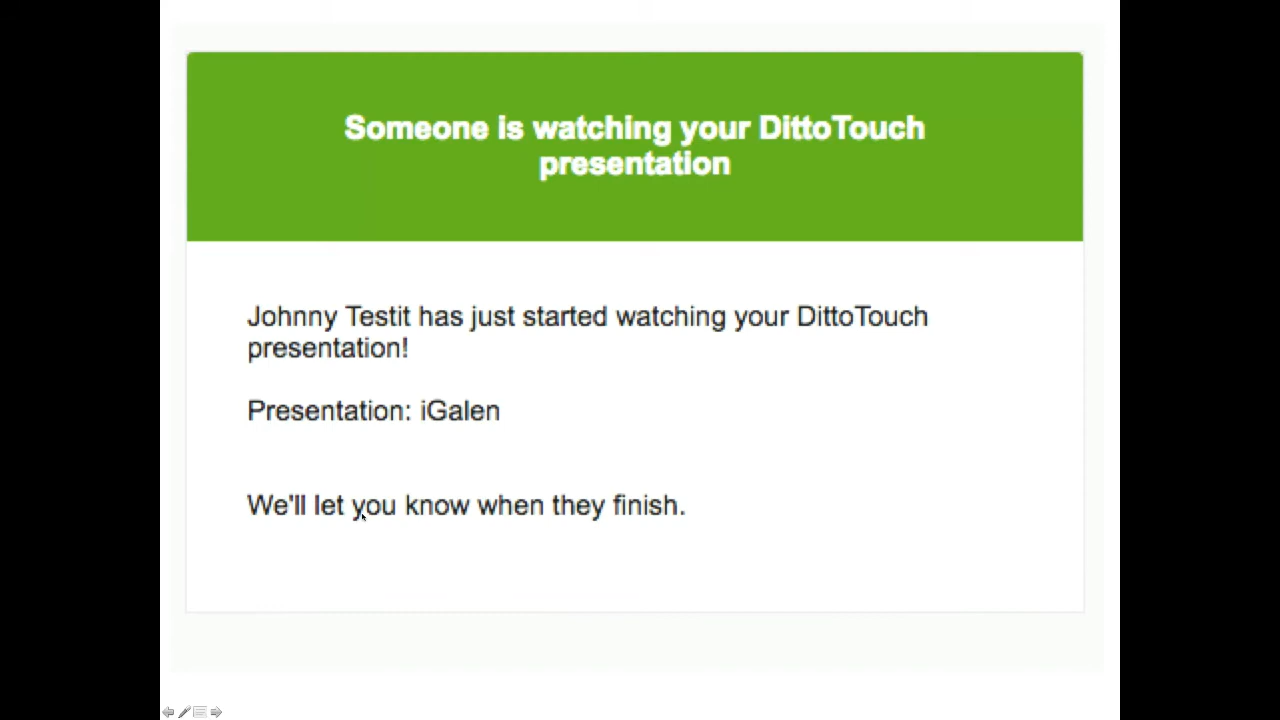 Someone is watching your DittoTouch
presentation
Johnny Testit has just started watching your DittoTouch
presentation!
Presentation: iGalen
We'll let you know when they finish.